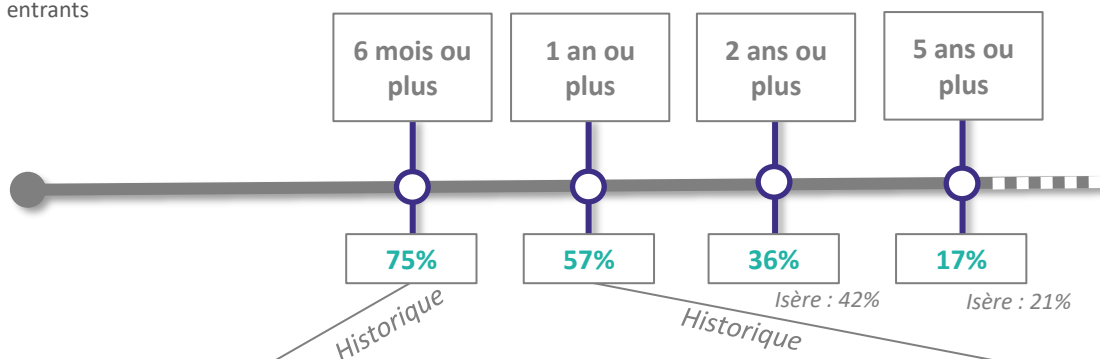 entrants
6 mois ou
plus
1 an ou
plus
2 ans ou
plus
5 ans ou
plus
75%
57%
36%
17%
Isère : 42%
Isère : 21%
Historique
Historique